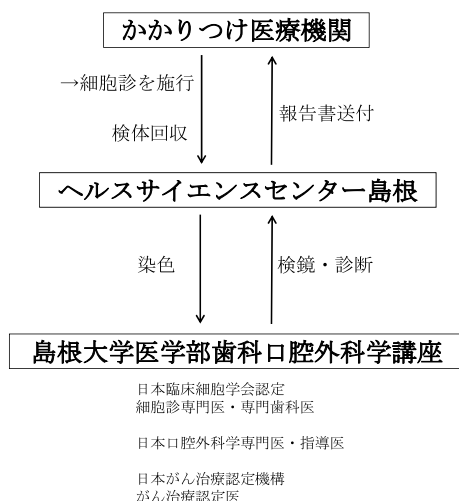 かかりつけ医療機関
→細胞診を施行
検体回収
報告書送付
ヘルスサイエンスセンター島根
染色
検鏡・診断
島根大学医学部歯科口腔外科学講座
日本臨床細胞学会認定
細胞診専門医・専門歯科医
日本口腔外科学専門医・指導医
日本がん治療認定機構
がん治療認定医